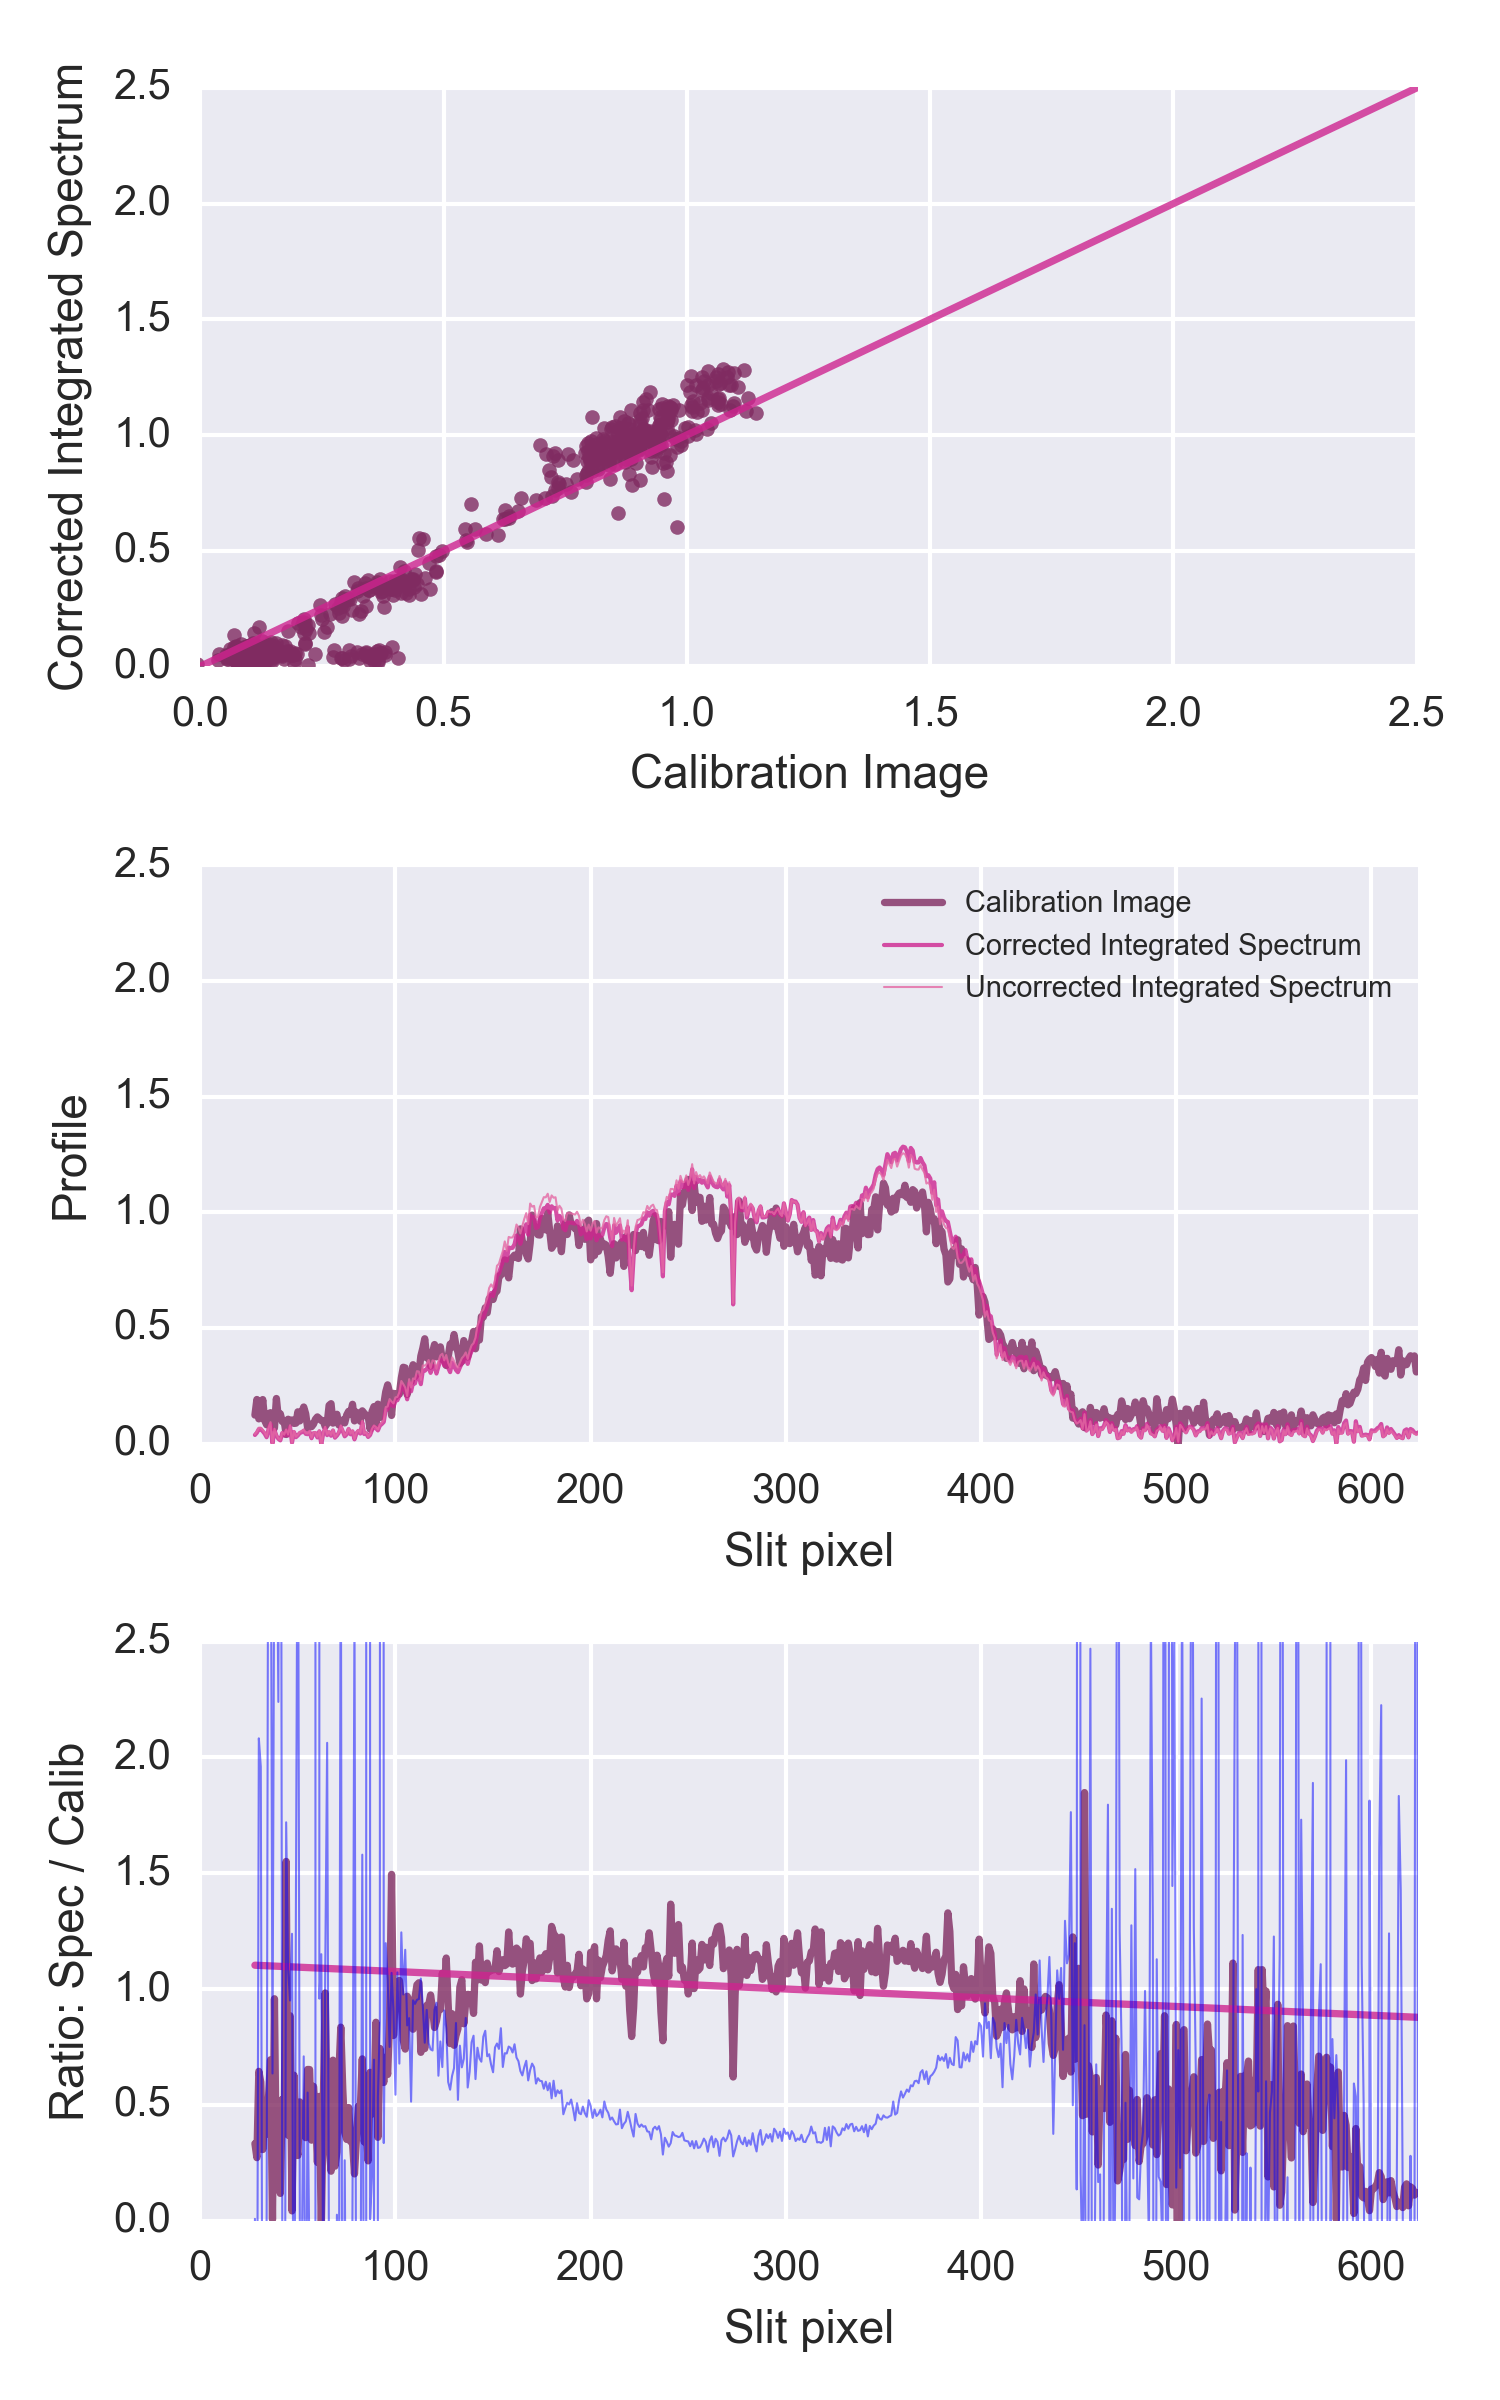 Corrected Integrated Spectrum
2.5
2.0
1.5
1.0
0.5
0.0
0.0 0.5 1.0 1.5 2.0 2.5
Calibration Image
Profile
2.5
2.0
1.5
1.0
0.5
0.0
Calibration Image
Corrected Integrated Spectrum
Uncorrected Integrated Spectrum
0 100 200 300 400 500 600
Slit pixel
Ratio: Spec / Calib
2.5
2.0
1.5
1.0
0.5
0.0
0 100 200 300 400 500 600
Slit pixel